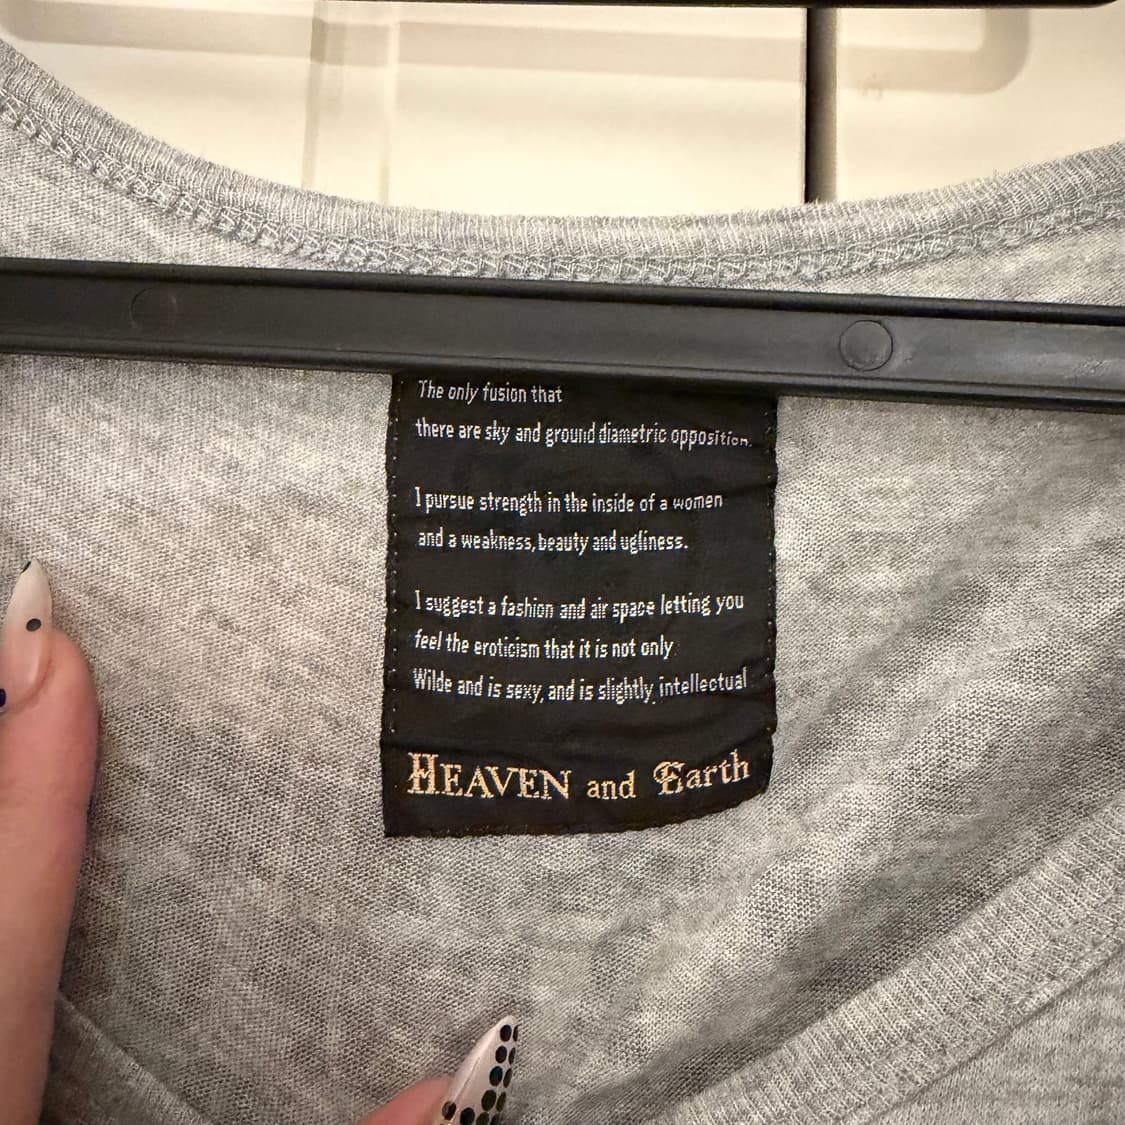 The only fusion that
there are sky and ground diametric opposition.
I pursue strength in the inside of a women
and a weakness, beauty and ugliness.
I suggest a fashion and air space letting you
feel the eroticism that it is not only
Wilde and is sexy, and is slightly intellectual
HEAVEN and Earth